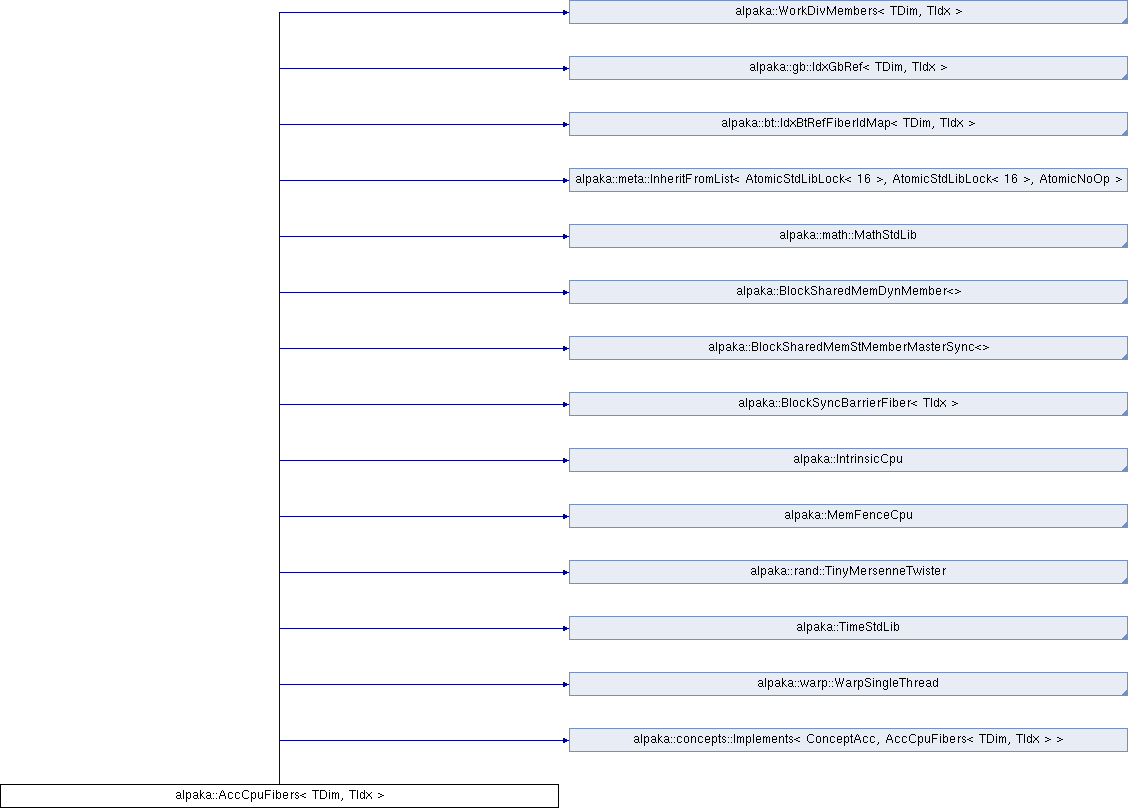 alpaka::WorkDivMembers< TDim, TIdx >
alpaka::gb::IdxGbRef< TDim, TIdx >
alpaka::bt::IdxBtRefFiberIdMap< TDim, TIdx >
alpaka::meta::InheritFromList< AtomicStdLibLock< 16 >, AtomicStdLibLock< 16 >, AtomicNoOp >
alpaka::math::MathStdLib
alpaka::BlockSharedMemDynMember<>
alpaka::BlockSharedMemStMemberMasterSync<>
alpaka::BlockSyncBarrierFiber< TIdx >
alpaka::IntrinsicCpu
alpaka::MemFenceCpu
alpaka::rand::TinyMersenneTwister
alpaka::TimeStdLib
alpaka::warp::WarpSingleThread
alpaka::concepts::Implements< ConceptAcc, AccCpuFibers< TDim, TIdx > >
alpaka::AccCpuFibers< TDim, TIdx >